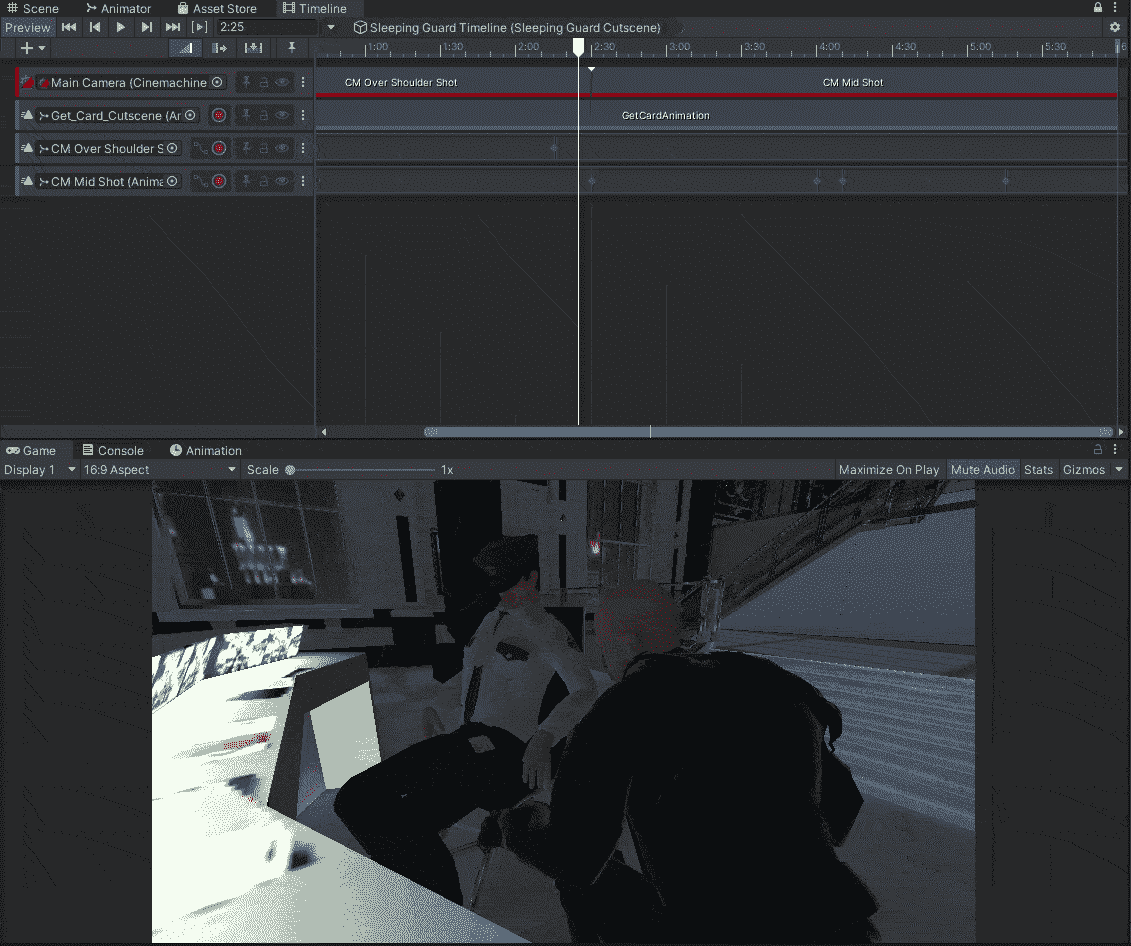 Scene Animator Asset Store Timeline
Preview 2:25 Sleeping Guard Timeline (Sleeping Guard Cutscene)
1:00 1:30 2:00 2:30 3:00 3:30 4:00 4:30 5:00 5:30 6
Main Camera (Cinemachine CM Over Shoulder Shot CM Mid Shot
Get_Card_Cutscene (Ar GetCardAnimation
CM Over Shoulder S
CM Mid Shot (Anima
Game Console Animation
Display 1 16:9 Aspect Scale 1x Maximize On Play Mute Audio Stats Gizmos